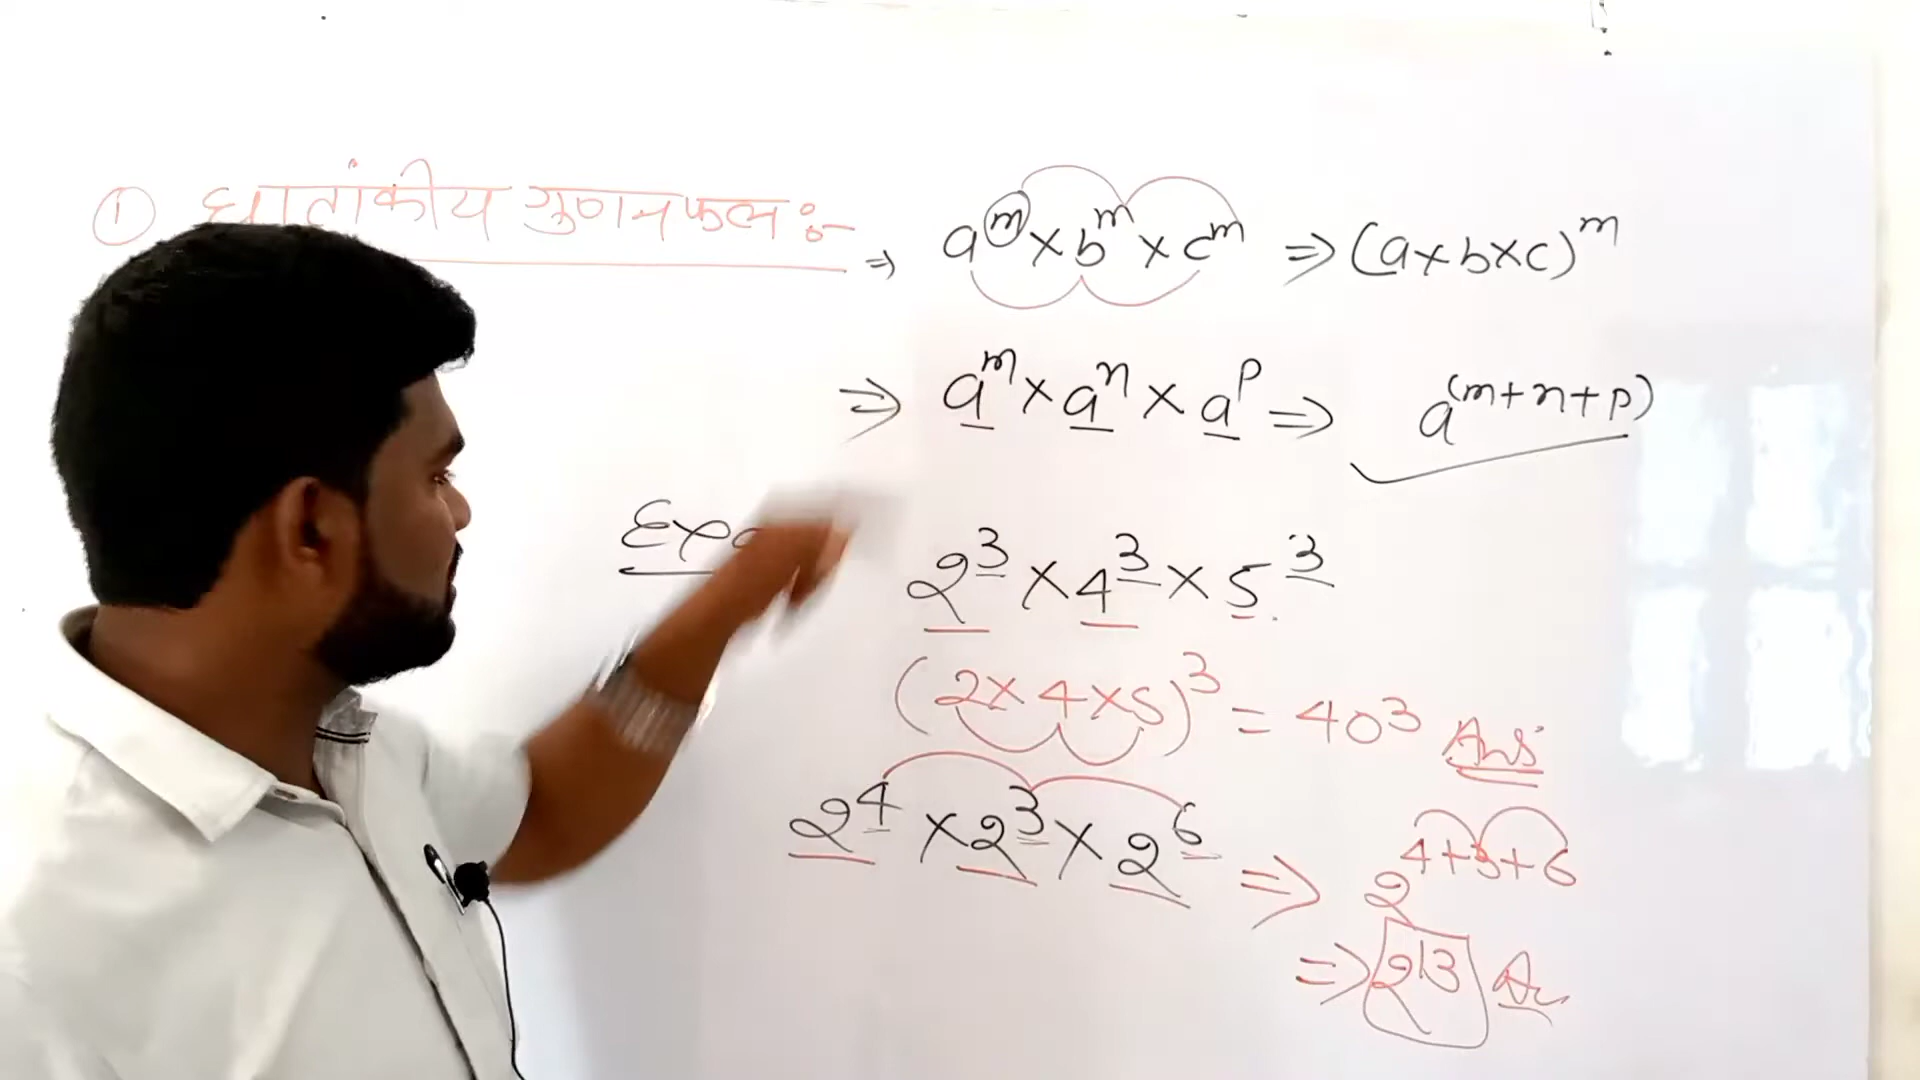 ① घातांकीय गुणनफल :-
⇒ a^m × b^m × c^m ⇒ (a×b×c)^m
⇒ a^m × a^n × a^p ⇒ a^(m+n+p)
2^3 × 4^3 × 5^3
(2×4×5)^3 = 40^3 Ans
2^4 × 2^3 × 2^6 ⇒ 2^4+3+6
⇒ 2^13